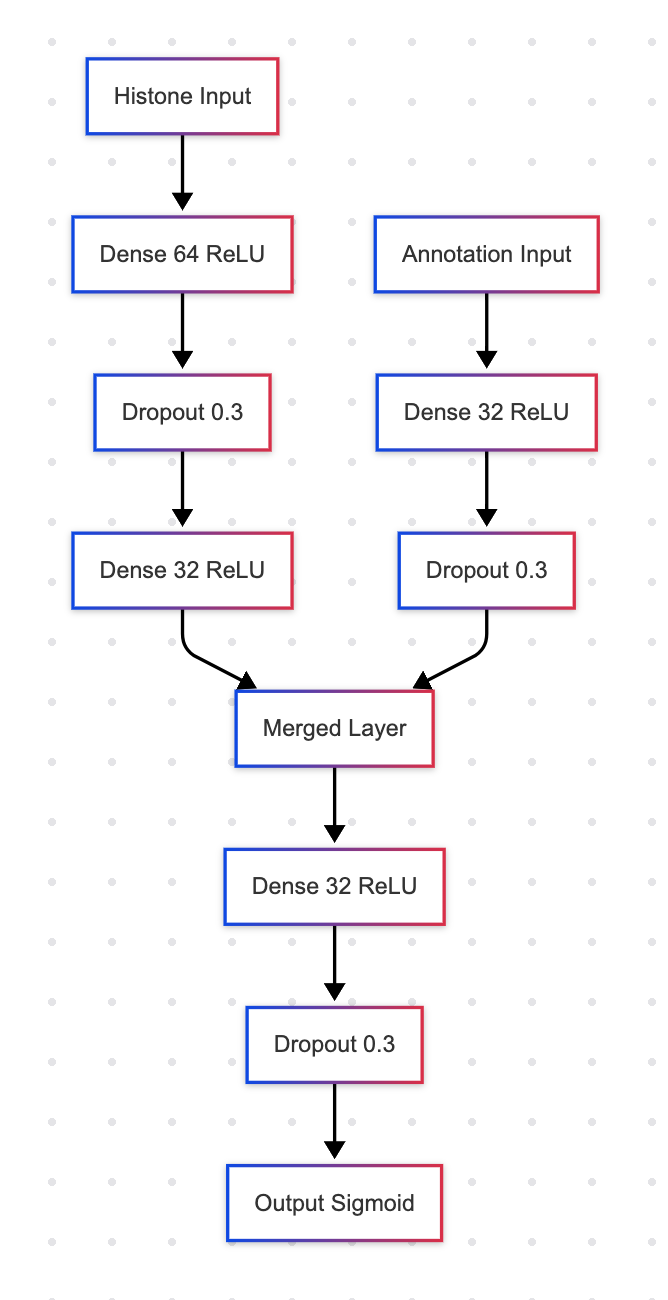 Histone Input
Dense 64 ReLU
Annotation Input
Dropout 0.3
Dense 32 ReLU
Dense 32 ReLU
Dropout 0.3
Merged Layer
Dense 32 ReLU
Dropout 0.3
Output Sigmoid